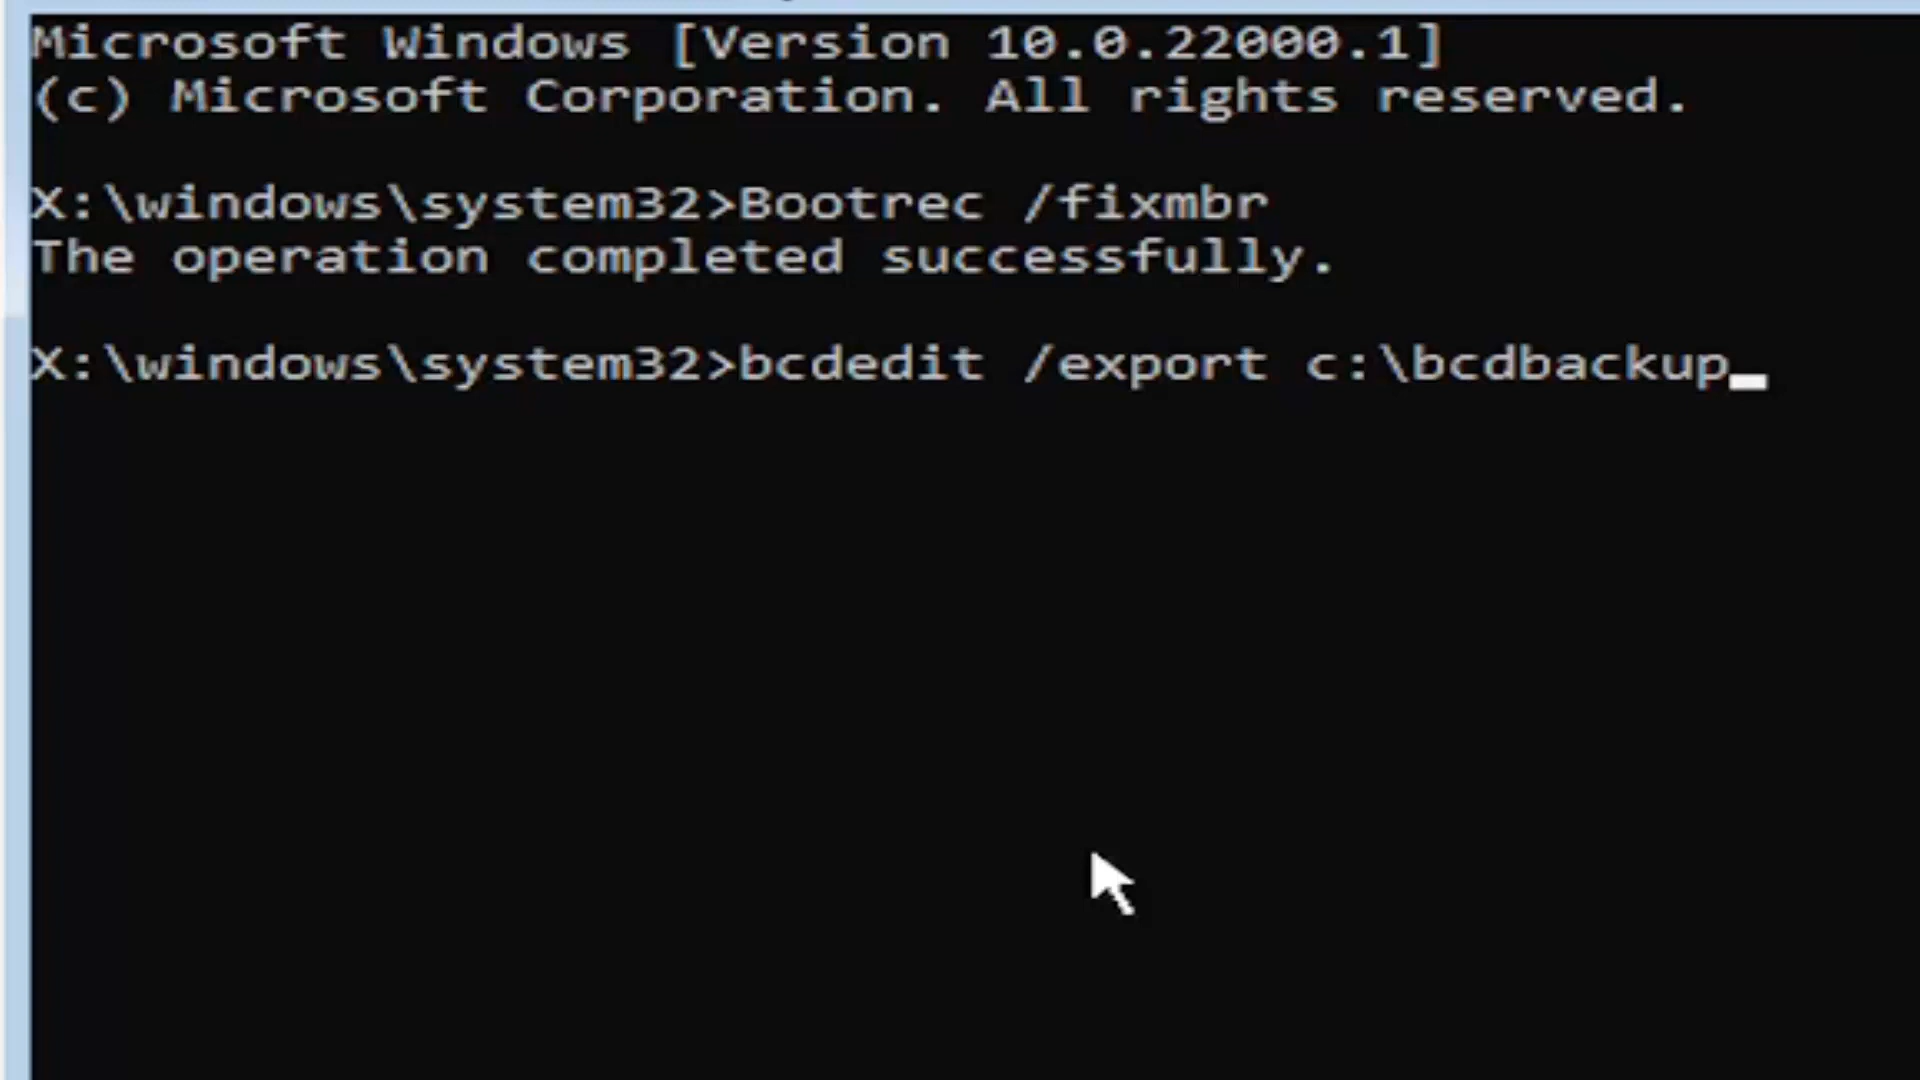 Microsoft Windows [Version 10.0.22000.1]
(c) Microsoft Corporation. All rights reserved.
X:\windows\system32>Bootrec /fixmbr
The operation completed successfully.
X:\windows\system32>bcdedit /export c:\bcdbackup